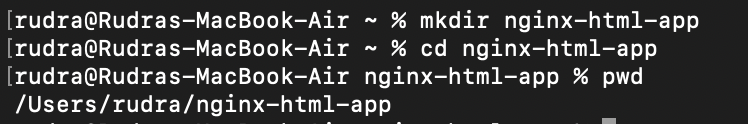 [rudra@Rudras-MacBook-Air ~ % mkdir nginx-html-app
[rudra@Rudras-MacBook-Air ~ % cd nginx-html-app
[rudra@Rudras-MacBook-Air nginx-html-app % pwd
/Users/rudra/nginx-html-app